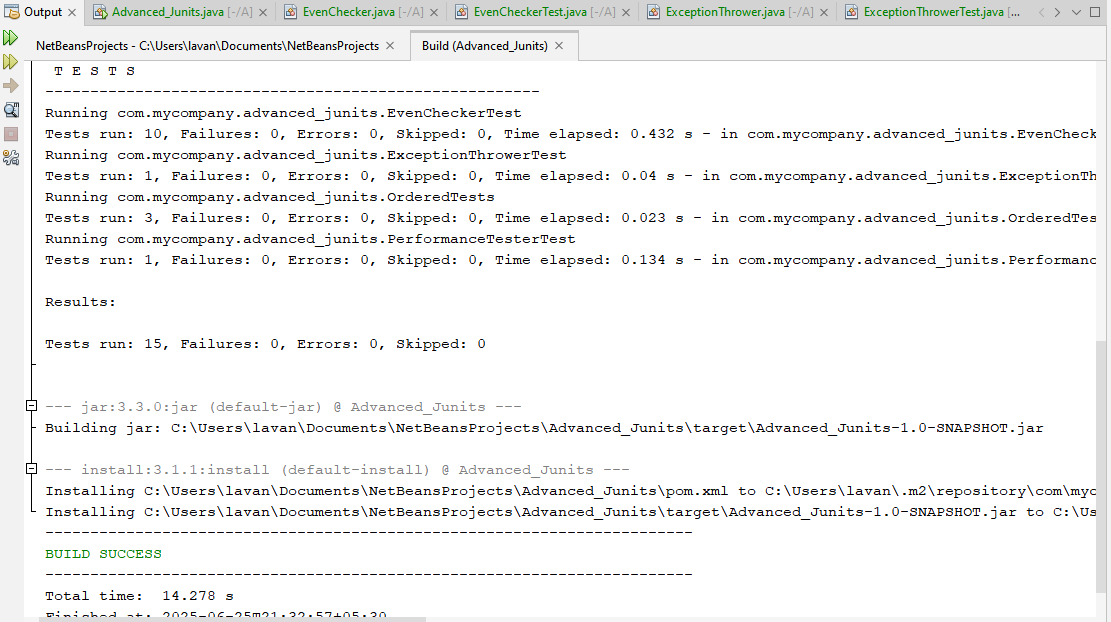 Output × Advanced_Junits.java [-/A] × EvenChecker.java [-/A] × EvenCheckerTest.java [-/A] × ExceptionThrower.java [-/A] × ExceptionThrowerTest.java [...
NetBeansProjects - C:\Users\lavan\Documents\NetBeansProjects × Build (Advanced_Junits) ×
T E S T S
-------------------------------------------------------
Running com.mycompany.advanced_junits.EvenCheckerTest
Tests run: 10, Failures: 0, Errors: 0, Skipped: 0, Time elapsed: 0.432 s - in com.mycompany.advanced_junits.EvenCheck
Running com.mycompany.advanced_junits.ExceptionThrowerTest
Tests run: 1, Failures: 0, Errors: 0, Skipped: 0, Time elapsed: 0.04 s - in com.mycompany.advanced_junits.ExceptionTh
Running com.mycompany.advanced_junits.OrderedTests
Tests run: 3, Failures: 0, Errors: 0, Skipped: 0, Time elapsed: 0.023 s - in com.mycompany.advanced_junits.OrderedTes
Running com.mycompany.advanced_junits.PerformanceTesterTest
Tests run: 1, Failures: 0, Errors: 0, Skipped: 0, Time elapsed: 0.134 s - in com.mycompany.advanced_junits.Performanc
Results:
Tests run: 15, Failures: 0, Errors: 0, Skipped: 0
--- jar:3.3.0:jar (default-jar) @ Advanced_Junits ---
Building jar: C:\Users\lavan\Documents\NetBeansProjects\Advanced_Junits\target\Advanced_Junits-1.0-SNAPSHOT.jar
--- install:3.1.1:install (default-install) @ Advanced_Junits ---
Installing C:\Users\lavan\Documents\NetBeansProjects\Advanced_Junits\pom.xml to C:\Users\lavan\.m2\repository\com\myc
Installing C:\Users\lavan\Documents\NetBeansProjects\Advanced_Junits\target\Advanced_Junits-1.0-SNAPSHOT.jar to C:\Us
------------------------------------------------------------------------
BUILD SUCCESS
------------------------------------------------------------------------
Total time:  14.278 s
Finished at: 2025-06-25T21:32:57+05:30